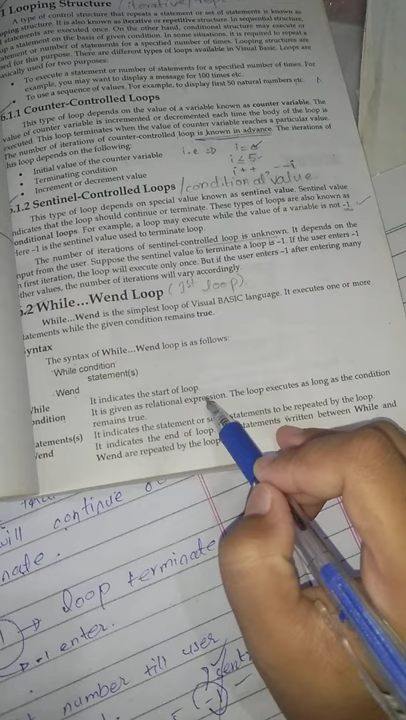 1 Looping Structure
A type of control structure that repeats a statement or set of statements is known as
looping structure. It is also known as iterative or repetitive structure. In sequential structure,
statements are executed once. On the other hand, conditional structure may execute or
skip a statement on the basis of given condition. In some situations, it is required to repeat a
statement or number of statements for a specified number of times. Looping structures are
used for this purpose. There are different types of loops available in Visual Basic. Loops are
basically used for two purposes:
• To execute a statement or number of statements for a specified number of times. For
example, you may want to display a message for 100 times etc.
• To use a sequence of values. For example, to display first 50 natural numbers etc.
6.1.1 Counter-Controlled Loops
This type of loop depends on the value of a variable known as counter variable. The
value of counter variable is incremented or decremented each time the body of the loop is
executed. This loop terminates when the value of counter variable reaches a particular value.
The number of iterations of counter-controlled loop is known in advance. The iterations of
this loop depends on the following:
• Initial value of the counter variable
• Terminating condition
• Increment or decrement value
i.e =>
i = 0
i ≤ 5
i++
6.1.2 Sentinel-Controlled Loops /conditional value
This type of loop depends on special value known as sentinel value. Sentinel value
indicates that the loop should continue or terminate. These types of loops are also known as
conditional loops. For example, a loop may execute while the value of a variable is not -1.
Here -1 is the sentinel value used to terminate loop.
The number of iterations of sentinel-controlled loop is unknown. It depends on the
input from the user. Suppose the sentinel value to terminate a loop is -1. If the user enters -1
in first iteration, the loop will execute only once. But if the user enters -1 after entering many
other values, the number of iterations will vary accordingly
6.2 While...Wend Loop (1st loop)
While...Wend is the simplest loop of Visual BASIC language. It executes one or more
statements while the given condition remains true.
Syntax
The syntax of While...Wend loop is as follows:
While condition
statement(s)
Wend
While It indicates the start of loop
condition It is given as relational expression. The loop executes as long as the condition
remains true.
statements(s) It indicates the statement or statements to be repeated by the loop.
Wend It indicates the end of loop. statements written between While and
Wend are repeated by the loop
will continue or
nate.
-> loop terminate
-1 enter.
number till user